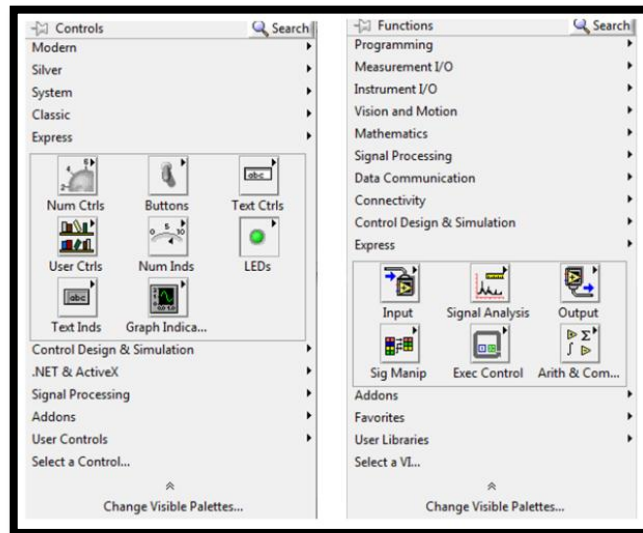 Controls Search
Modern
Silver
System
Classic
Express
Num Ctrls Buttons Text Ctrls
User Ctrls Num Inds LEDs
Text Inds Graph Indica...
Control Design & Simulation
.NET & ActiveX
Signal Processing
Addons
User Controls
Select a Control...
Change Visible Palettes...
Functions Search
Programming
Measurement I/O
Instrument I/O
Vision and Motion
Mathematics
Signal Processing
Data Communication
Connectivity
Control Design & Simulation
Express
Input Signal Analysis Output
Sig Manip Exec Control Arith & Com...
Addons
Favorites
User Libraries
Select a VI...
Change Visible Palettes...